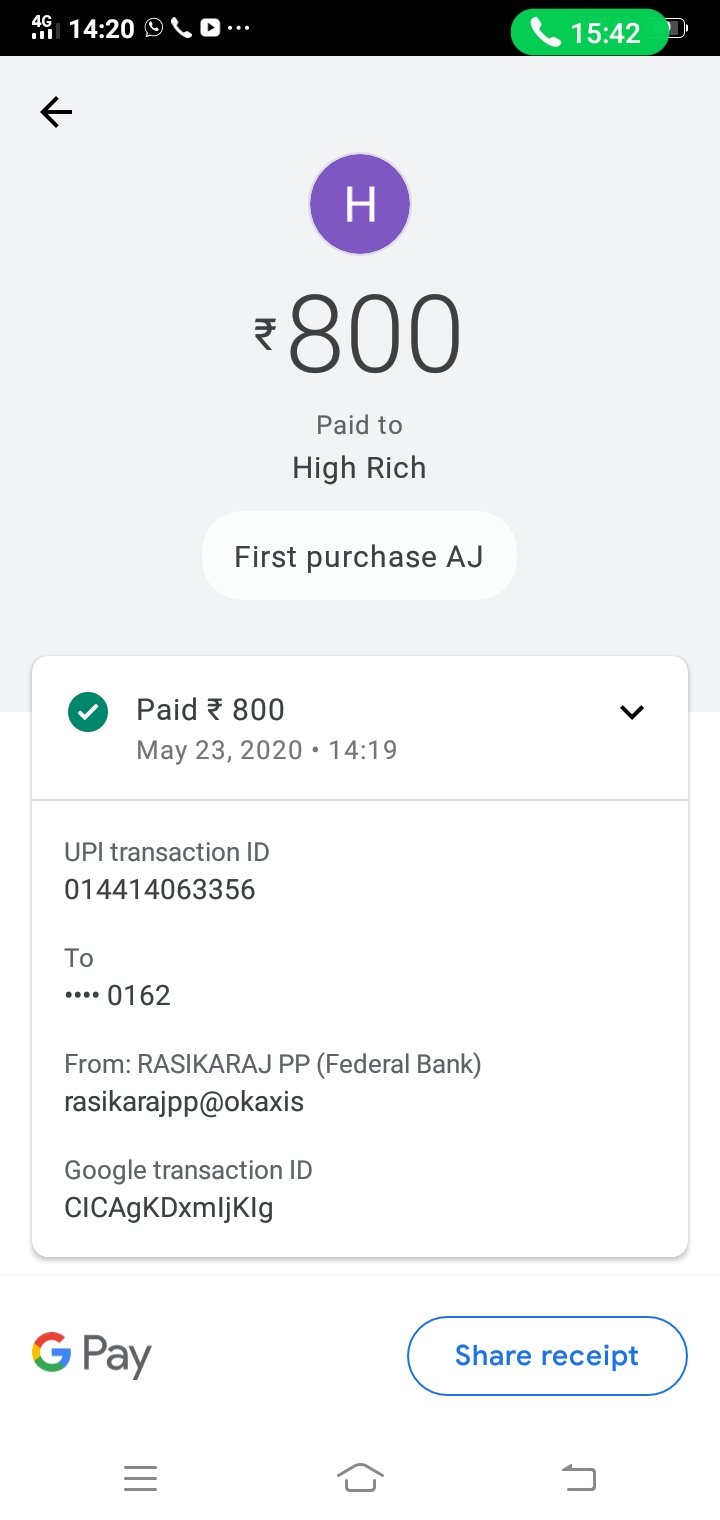 4G 14:20 ... 15:42
H
₹800
Paid to
High Rich
First purchase AJ
Paid ₹ 800
May 23, 2020 • 14:19
UPI transaction ID
014414063356
To
•••• 0162
From: RASIKARAJ PP (Federal Bank)
rasikarajpp@okaxis
Google transaction ID
CICAgKDxmIjKIg
G Pay
Share receipt